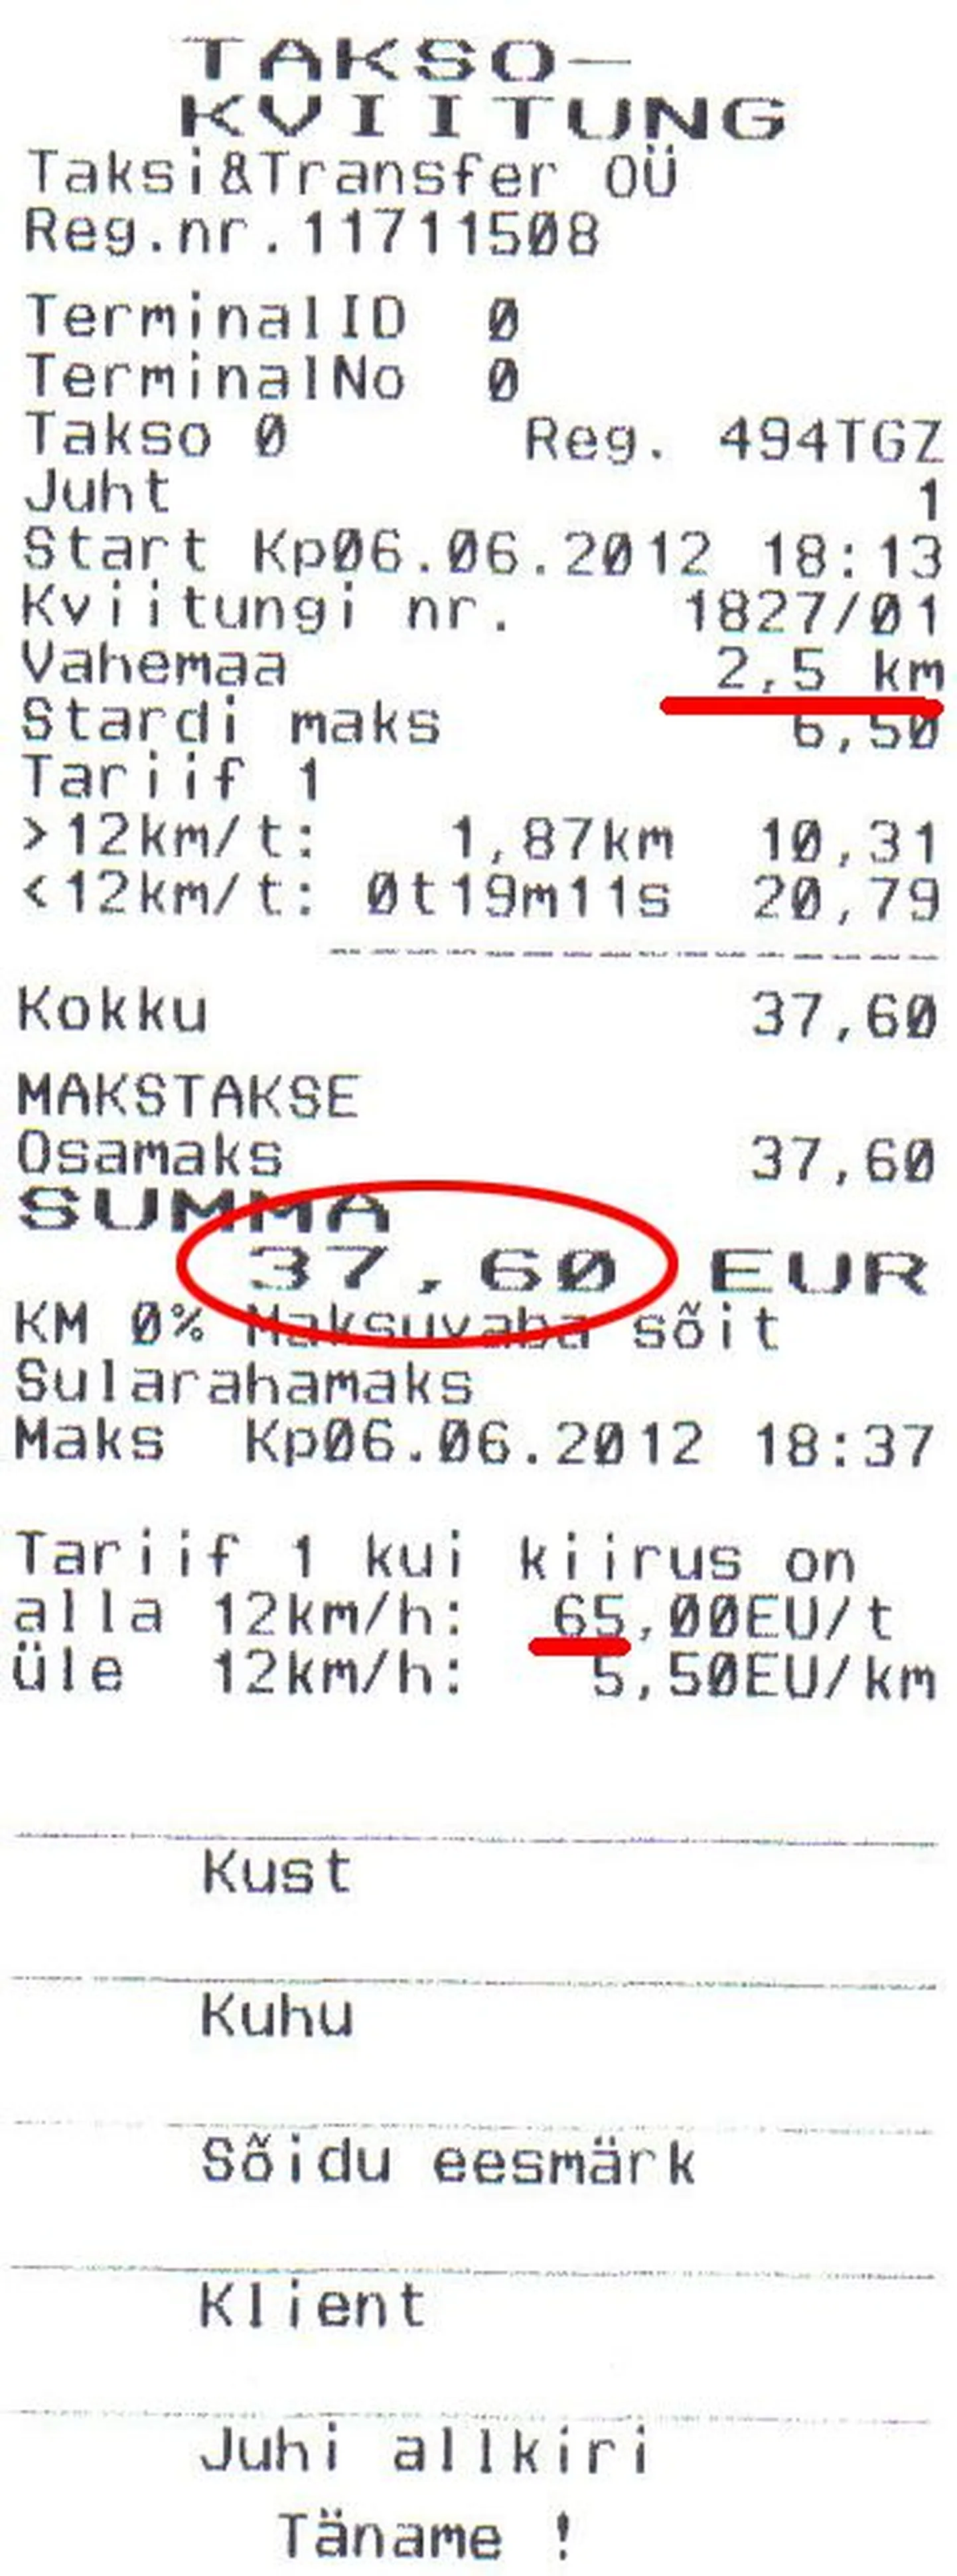 TAKSO-
KVIITUNG
Taksi&Transfer OÜ
Reg.nr.11711508
TerminalID 0
TerminalNo 0
Takso 0 Reg. 494TGZ
Juht 1
Start Kp06.06.2012 18:13
Kviitungi nr. 1827/01
Vahemaa 2,5 km
Stardi maks 6,50
Tariif 1
>12km/t: 1,87km 10,31
<12km/t: 0t19m11s 20,79
Kokku 37,60
MAKSTAKSE
Osamaks 37,60
SUMMA
37,60 EUR
KM 0% Maksuvaba sõit
Sularahamaks
Maks Kp06.06.2012 18:37
Tariif 1 kui kiirus on
alla 12km/h: 65,00EU/t
üle 12km/h: 5,50EU/km
Kust
Kuhu
Sõidu eesmärk
Klient
Juhi allkiri
Täname !